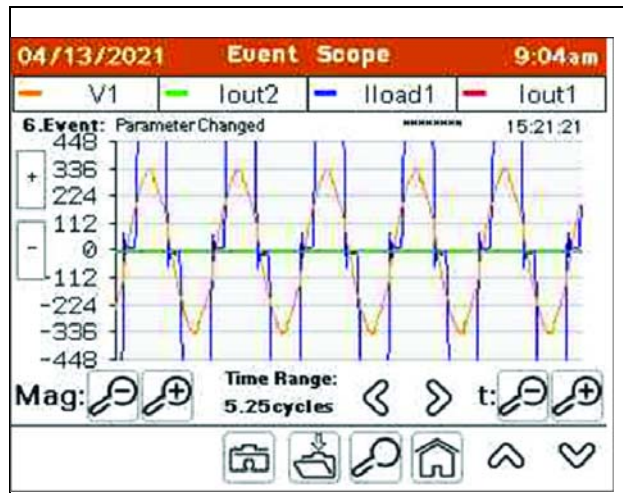 04/13/2021 Event Scope 9:04am
V1 Iout2 Iload1 Iout1
6.Event: Parameter Changed ******** 15:21:21
448
336
224
112
0
-112
-224
-336
-448
+
-
Mag: Time Range: t:
5.25cycles